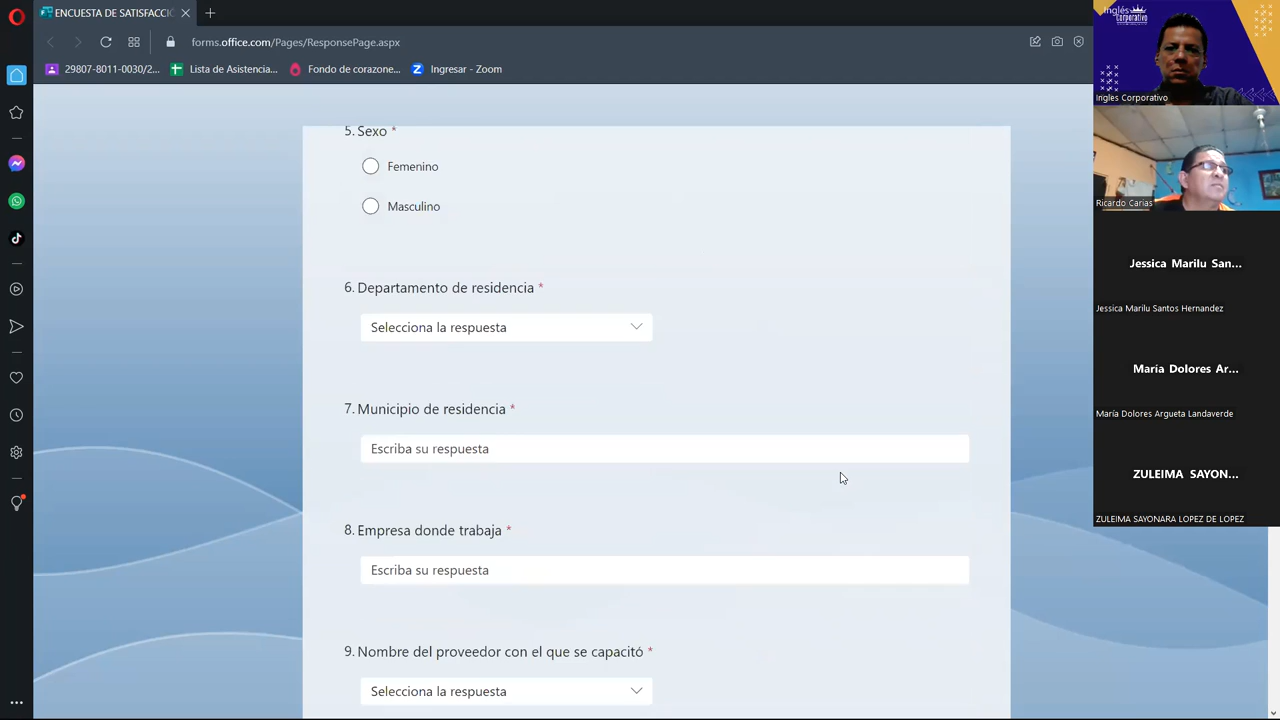 ENCUESTA DE SATISFACCIÓ
forms.office.com/Pages/ResponsePage.aspx
29807-8011-0030/2...
Lista de Asistencia...
Fondo de corazone...
Ingresar - Zoom
5. Sexo *
Femenino
Masculino
6. Departamento de residencia *
Selecciona la respuesta
7. Municipio de residencia *
Escriba su respuesta
8. Empresa donde trabaja *
Escriba su respuesta
9. Nombre del proveedor con el que se capacitó *
Selecciona la respuesta
Inglés
Corporativo
Ingles Corporativo
Ricardo Carias
Jessica Marilu San...
Jessica Marilu Santos Hernandez
María Dolores Ar...
María Dolores Argueta Landaverde
ZULEIMA SAYON...
ZULEIMA SAYONARA LOPEZ DE LOPEZ